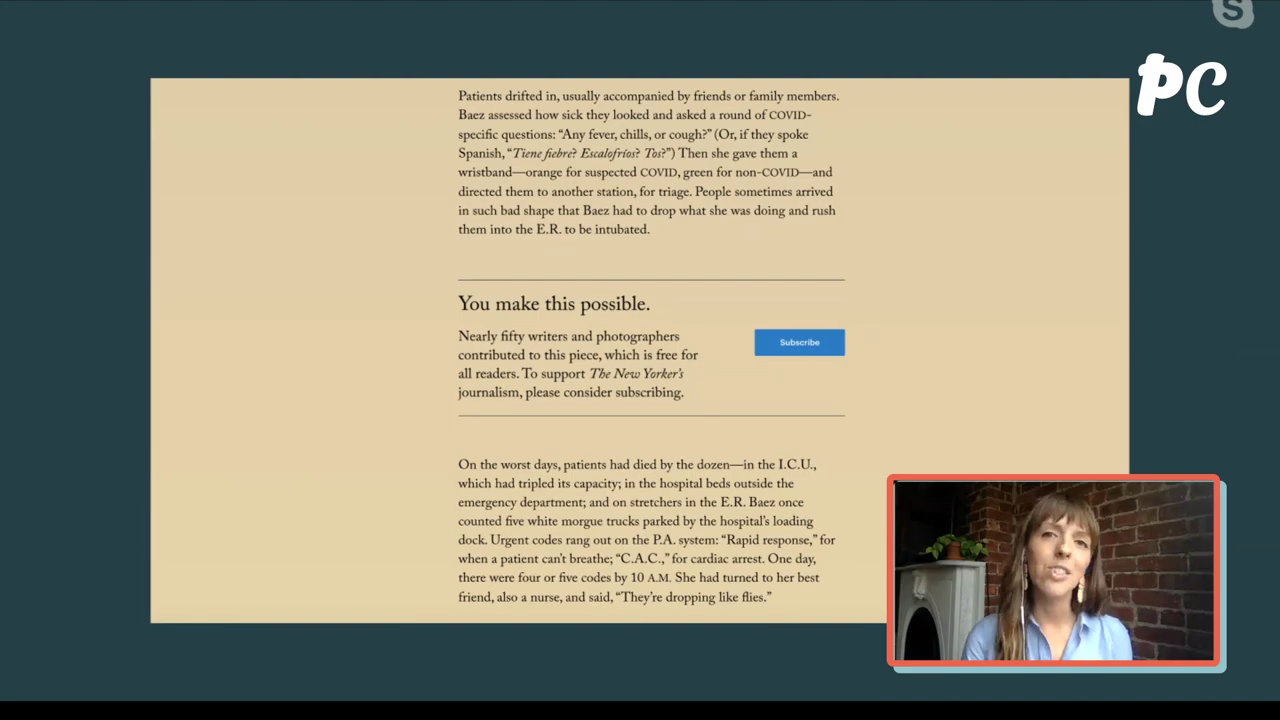 S
PC
Patients drifted in, usually accompanied by friends or family members.
Baez assessed how sick they looked and asked a round of COVID-
specific questions: “Any fever, chills, or cough?” (Or, if they spoke
Spanish, “Tiene fiebre? Escalofríos? Tos?”) Then she gave them a
wristband—orange for suspected COVID, green for non-COVID—and
directed them to another station, for triage. People sometimes arrived
in such bad shape that Baez had to drop what she was doing and rush
them into the E.R. to be intubated.
You make this possible.
Nearly fifty writers and photographers
contributed to this piece, which is free for
all readers. To support The New Yorker’s
journalism, please consider subscribing.
Subscribe
On the worst days, patients had died by the dozen—in the I.C.U.,
which had tripled its capacity; in the hospital beds outside the
emergency department; and on stretchers in the E.R. Baez once
counted five white morgue trucks parked by the hospital’s loading
dock. Urgent codes rang out on the P.A. system: “Rapid response,” for
when a patient can’t breathe; “C.A.C.,” for cardiac arrest. One day,
there were four or five codes by 10 A.M. She had turned to her best
friend, also a nurse, and said, “They’re dropping like flies.”